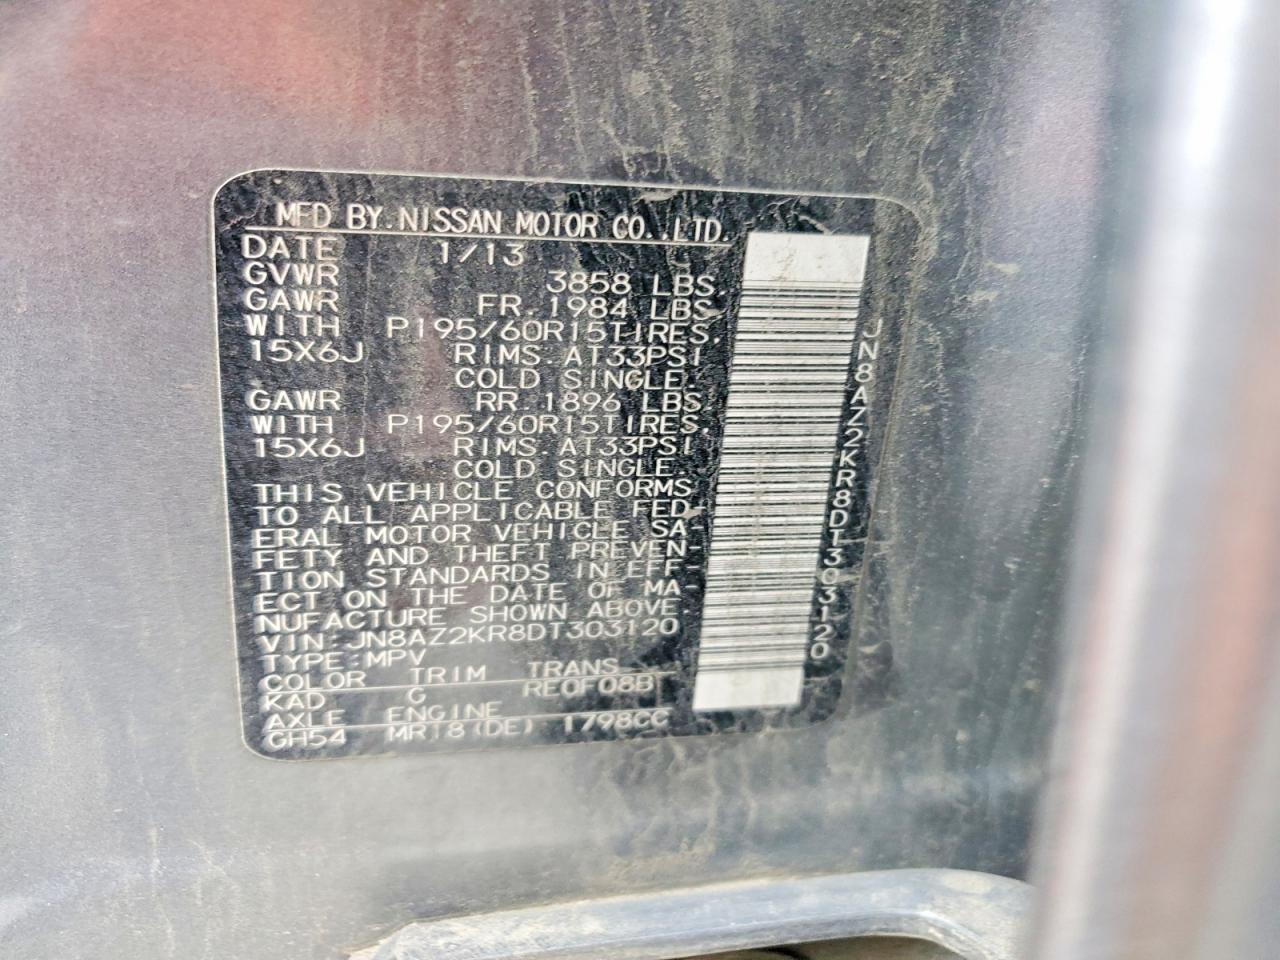 MFD BY.NISSAN MOTOR CO.,LTD.
DATE 1/13
GVWR 3858 LBS.
GAWR FR. 1984 LBS.
WITH P195/60R15TIRES.
15X6J RIMS.AT33PSI
COLD SINGLE.
GAWR RR. 1896 LBS.
WITH P195/60R15TIRES.
15X6J RIMS.AT33PSI
COLD SINGLE.
THIS VEHICLE CONFORMS
TO ALL APPLICABLE FED-
ERAL MOTOR VEHICLE SA-
FETY AND THEFT PREVEN-
TION STANDARDS IN EFF-
ECT ON THE DATE OF MA-
NUFACTURE SHOWN ABOVE.
VIN:JN8AZ2KR8DT303120
TYPE:MPV
COLOR TRIM TRANS
KAD G RE0F08B
AXLE ENGINE
GH54 MR18(DE) 1798CC
JN8AZ2KR8DT303120